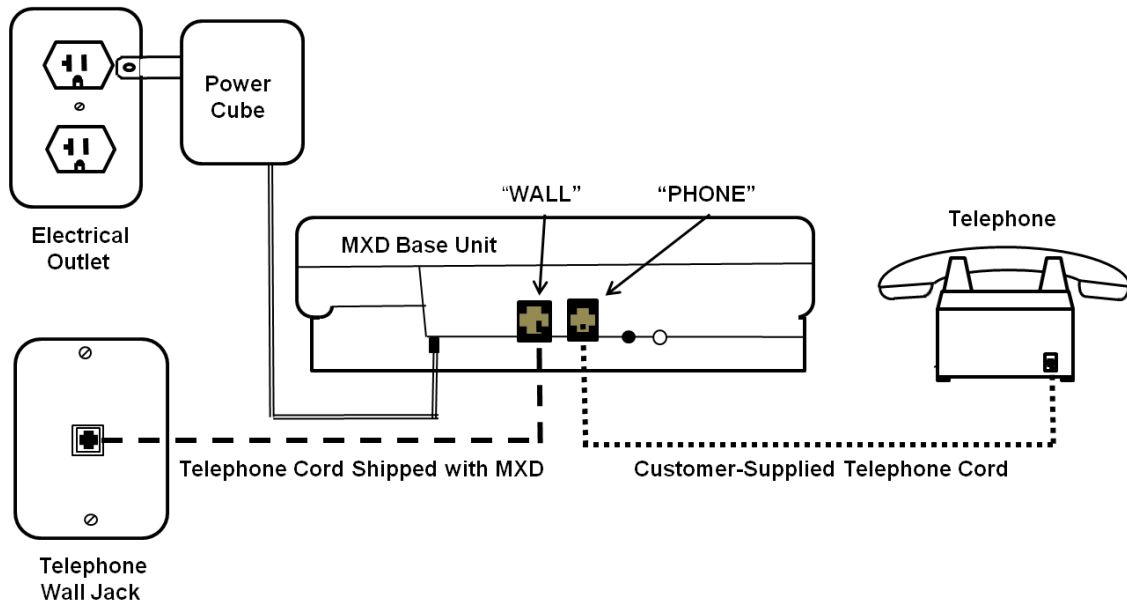 Power
Cube
“WALL”
“PHONE”
Telephone
Electrical
Outlet
MXD Base Unit
Telephone Cord Shipped with MXD
Customer-Supplied Telephone Cord
Telephone
Wall Jack